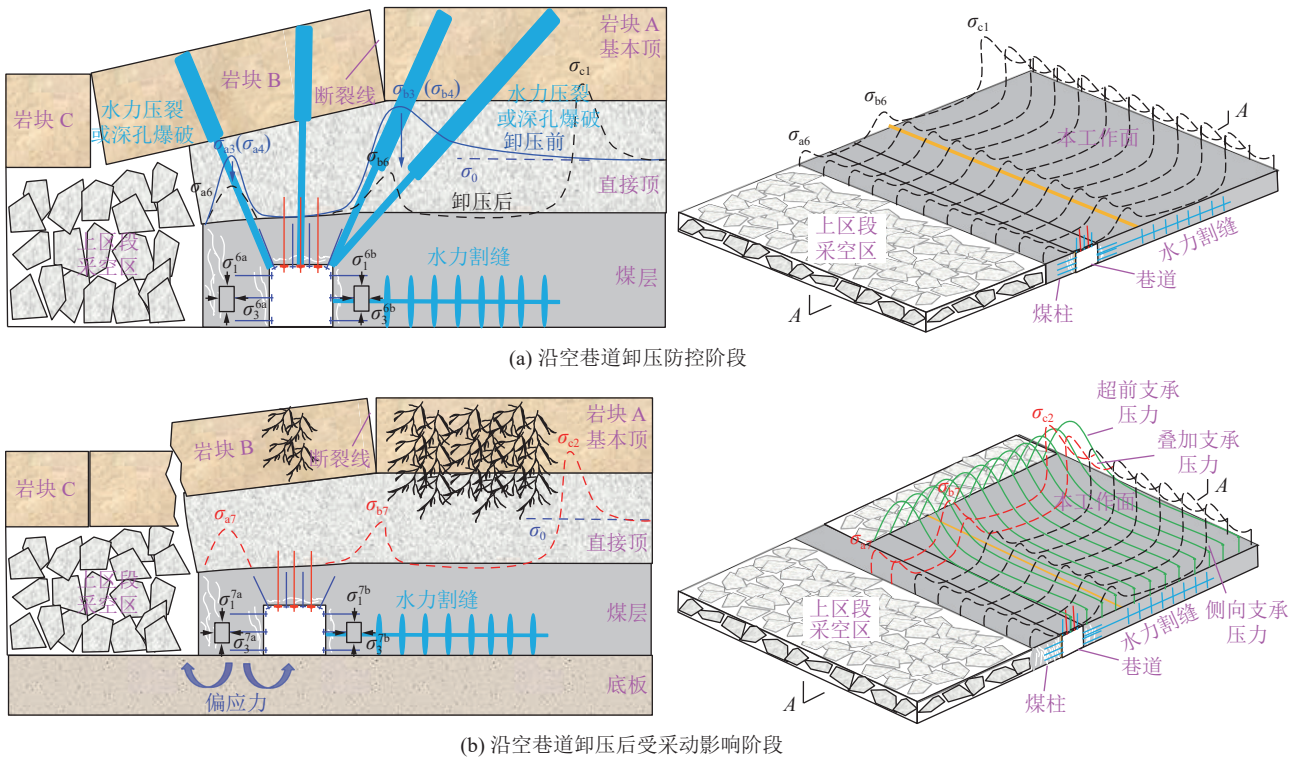 岩块 A
基本顶
σc1
岩块 B
断裂线
σb3 (σb4)
水力压裂
或深孔爆破
水力压裂
或深孔爆破
岩块 C
σa3(σa4)
卸压前
σb6
σ0
直接顶
σa6
卸压后
上区段
采空区
σ1^6a
σ3^6a
σ1^6b
σ3^6b
水力割缝
煤层
σc1
σb6
σa6
A
本工作面
上区段
采空区
水力割缝
巷道
煤柱
A
(a) 沿空巷道卸压防控阶段
岩块 A
基本顶
岩块 B
断裂线
σc2
岩块 C
σa7
σb7
σ0
直接顶
上区段
采空区
σ1^7a
σ3^7a
σ1^7b
σ3^7b
水力割缝
煤层
偏应力
底板
超前支承
压力
σc2
叠加支承
压力
A
σb7
本工作面
σa7
上区段
采空区
侧向支承
压力
水力割缝
巷道
煤柱
A
(b) 沿空巷道卸压后受采动影响阶段